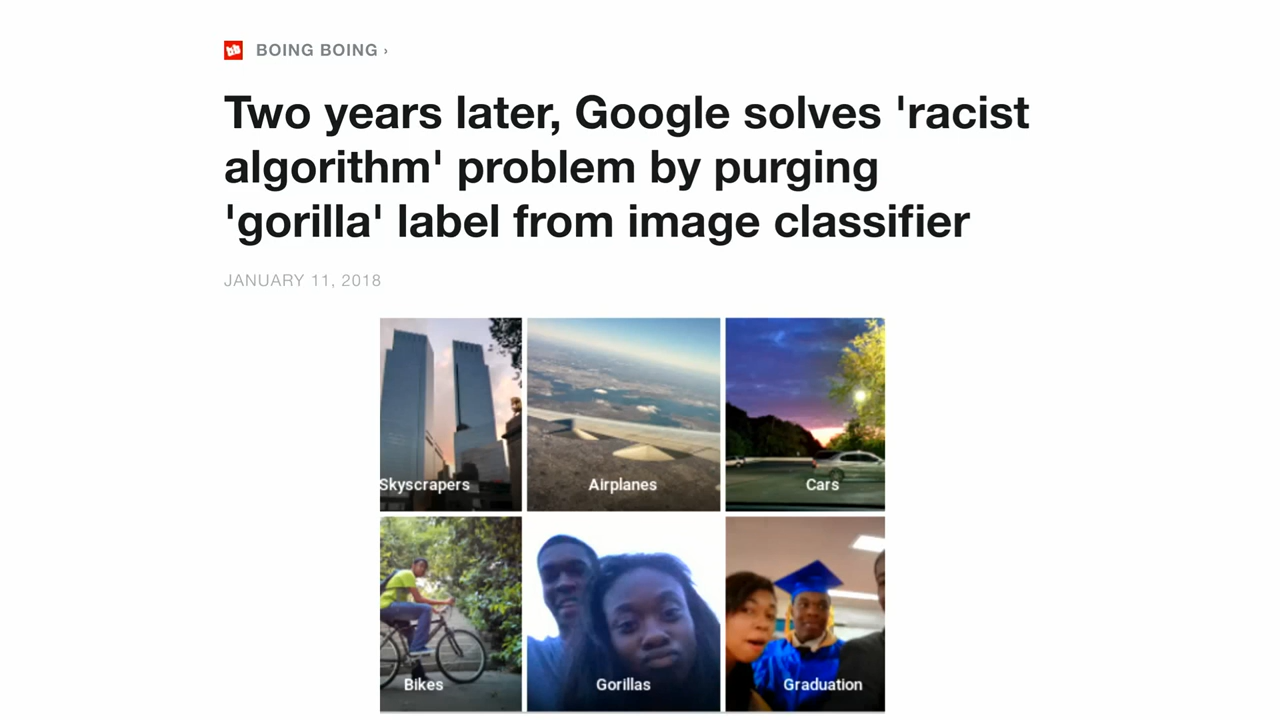 BOING BOING ›
Two years later, Google solves 'racist
algorithm' problem by purging
'gorilla' label from image classifier
JANUARY 11, 2018
Skyscrapers
Airplanes
Cars
Bikes
Gorillas
Graduation